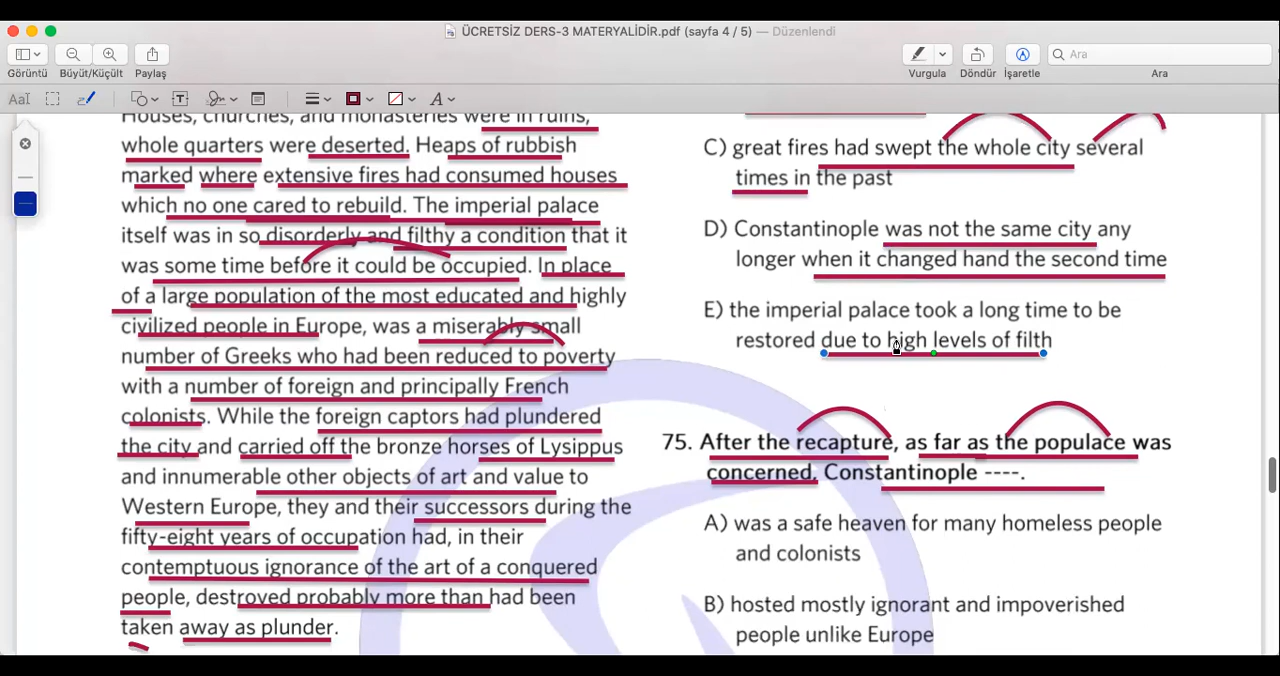 ÜCRETSİZ DERS-3 MATERYALİDİR.pdf (sayfa 4 / 5) — Düzenlendi
Görüntü
Büyüt/Küçült
Paylaş
Vurgula
Döndür
İşaretle
Ara
Ara
Houses, churches, and monasteries were in ruins,
whole quarters were deserted. Heaps of rubbish
marked where extensive fires had consumed houses
which no one cared to rebuild. The imperial palace
itself was in so disorderly and filthy a condition that it
was some time before it could be occupied. In place
of a large population of the most educated and highly
civilized people in Europe, was a miserably small
number of Greeks who had been reduced to poverty
with a number of foreign and principally French
colonists. While the foreign captors had plundered
the city and carried off the bronze horses of Lysippus
and innumerable other objects of art and value to
Western Europe, they and their successors during the
fifty-eight years of occupation had, in their
contemptuous ignorance of the art of a conquered
people, destroyed probably more than had been
taken away as plunder.
C) great fires had swept the whole city several
times in the past
D) Constantinople was not the same city any
longer when it changed hand the second time
E) the imperial palace took a long time to be
restored due to high levels of filth
75. After the recapture, as far as the populace was
concerned, Constantinople ----.
A) was a safe heaven for many homeless people
and colonists
B) hosted mostly ignorant and impoverished
people unlike Europe